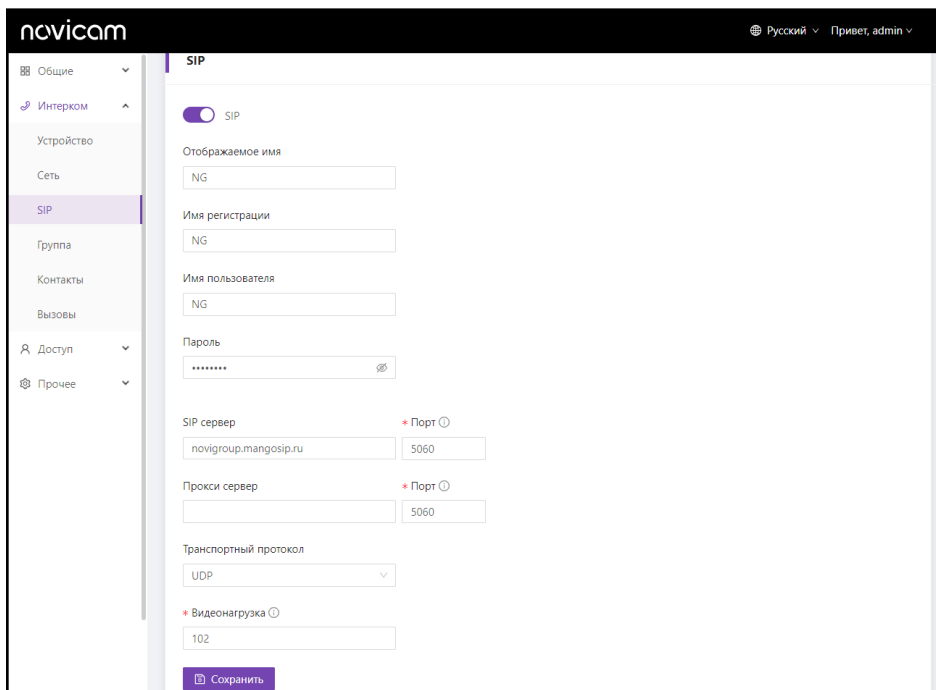 novicam
Русский Привет, admin
Общие
Интерком
Устройство
Сеть
SIP
Группа
Контакты
Вызовы
Доступ
Прочее
SIP
SIP
Отображаемое имя
NG
Имя регистрации
NG
Имя пользователя
NG
Пароль
••••••••
SIP сервер * Порт
novigroup.mangosip.ru 5060
Прокси сервер * Порт
5060
Транспортный протокол
UDP
* Видеонагрузка
102
Сохранить